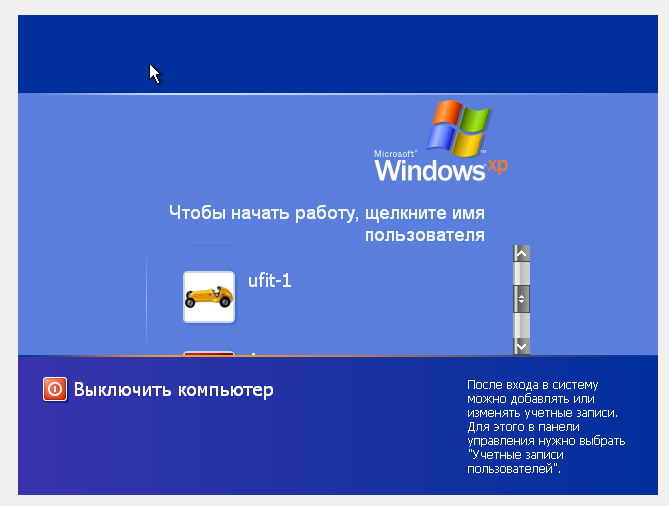 Microsoft®
Windows xp
Чтобы начать работу, щелкните имя
пользователя
ufit-1
Выключить компьютер
После входа в систему
можно добавлять или
изменять учетные записи.
Для этого в панели
управления нужно выбрать
"Учетные записи
пользователей".